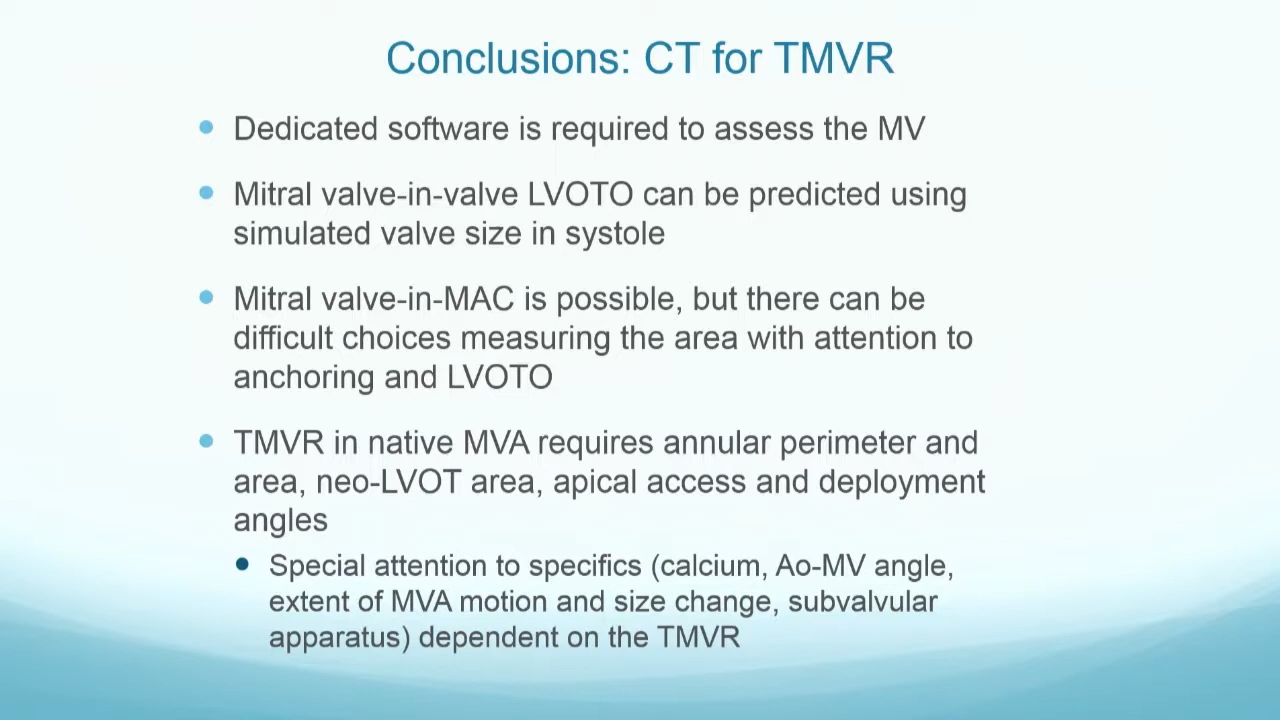 Conclusions: CT for TMVR
Dedicated software is required to assess the MV
Mitral valve-in-valve LVOTO can be predicted using
simulated valve size in systole
Mitral valve-in-MAC is possible, but there can be
difficult choices measuring the area with attention to
anchoring and LVOTO
TMVR in native MVA requires annular perimeter and
area, neo-LVOT area, apical access and deployment
angles
Special attention to specifics (calcium, Ao-MV angle,
extent of MVA motion and size change, subvalvular
apparatus) dependent on the TMVR